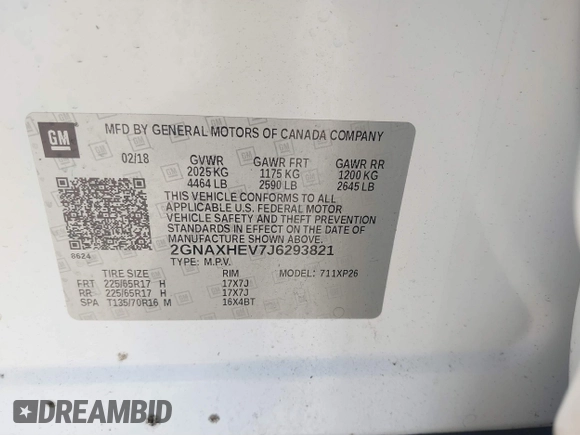 GM
MFD BY GENERAL MOTORS OF CANADA COMPANY
02/18 GVWR GAWR FRT GAWR RR
2025 KG 1175 KG 1200 KG
4464 LB 2590 LB 2645 LB
THIS VEHICLE CONFORMS TO ALL
APPLICABLE U.S. FEDERAL MOTOR
VEHICLE SAFETY AND THEFT PREVENTION
STANDARDS IN EFFECT ON THE DATE OF
MANUFACTURE SHOWN ABOVE.
8624 2GNAXHEV7J6293821
TYPE: M.P.V. MODEL: 711XP26
TIRE SIZE RIM
FRT 225/65R17 H 17X7J
RR 225/65R17 H 17X7J
SPA T135/70R16 M 16X4BT
DREAMBID